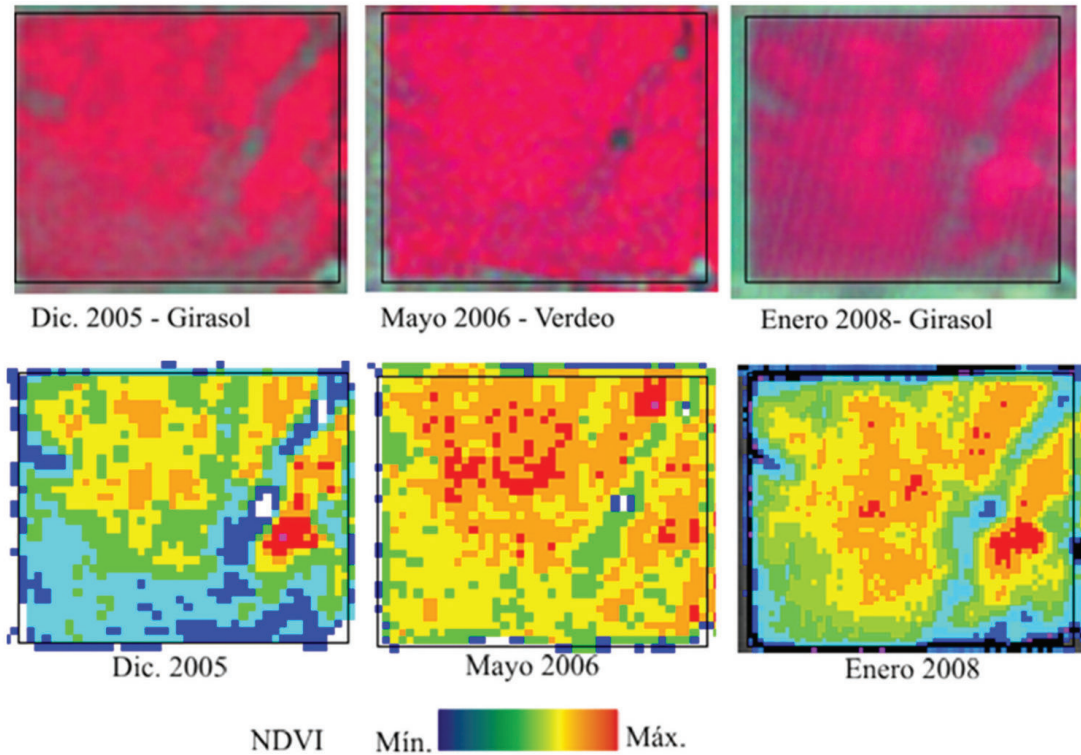 Dic. 2005 - Girasol
Mayo 2006 - Verdeo
Enero 2008- Girasol
Dic. 2005
Mayo 2006
Enero 2008
NDVI Mín. Máx.